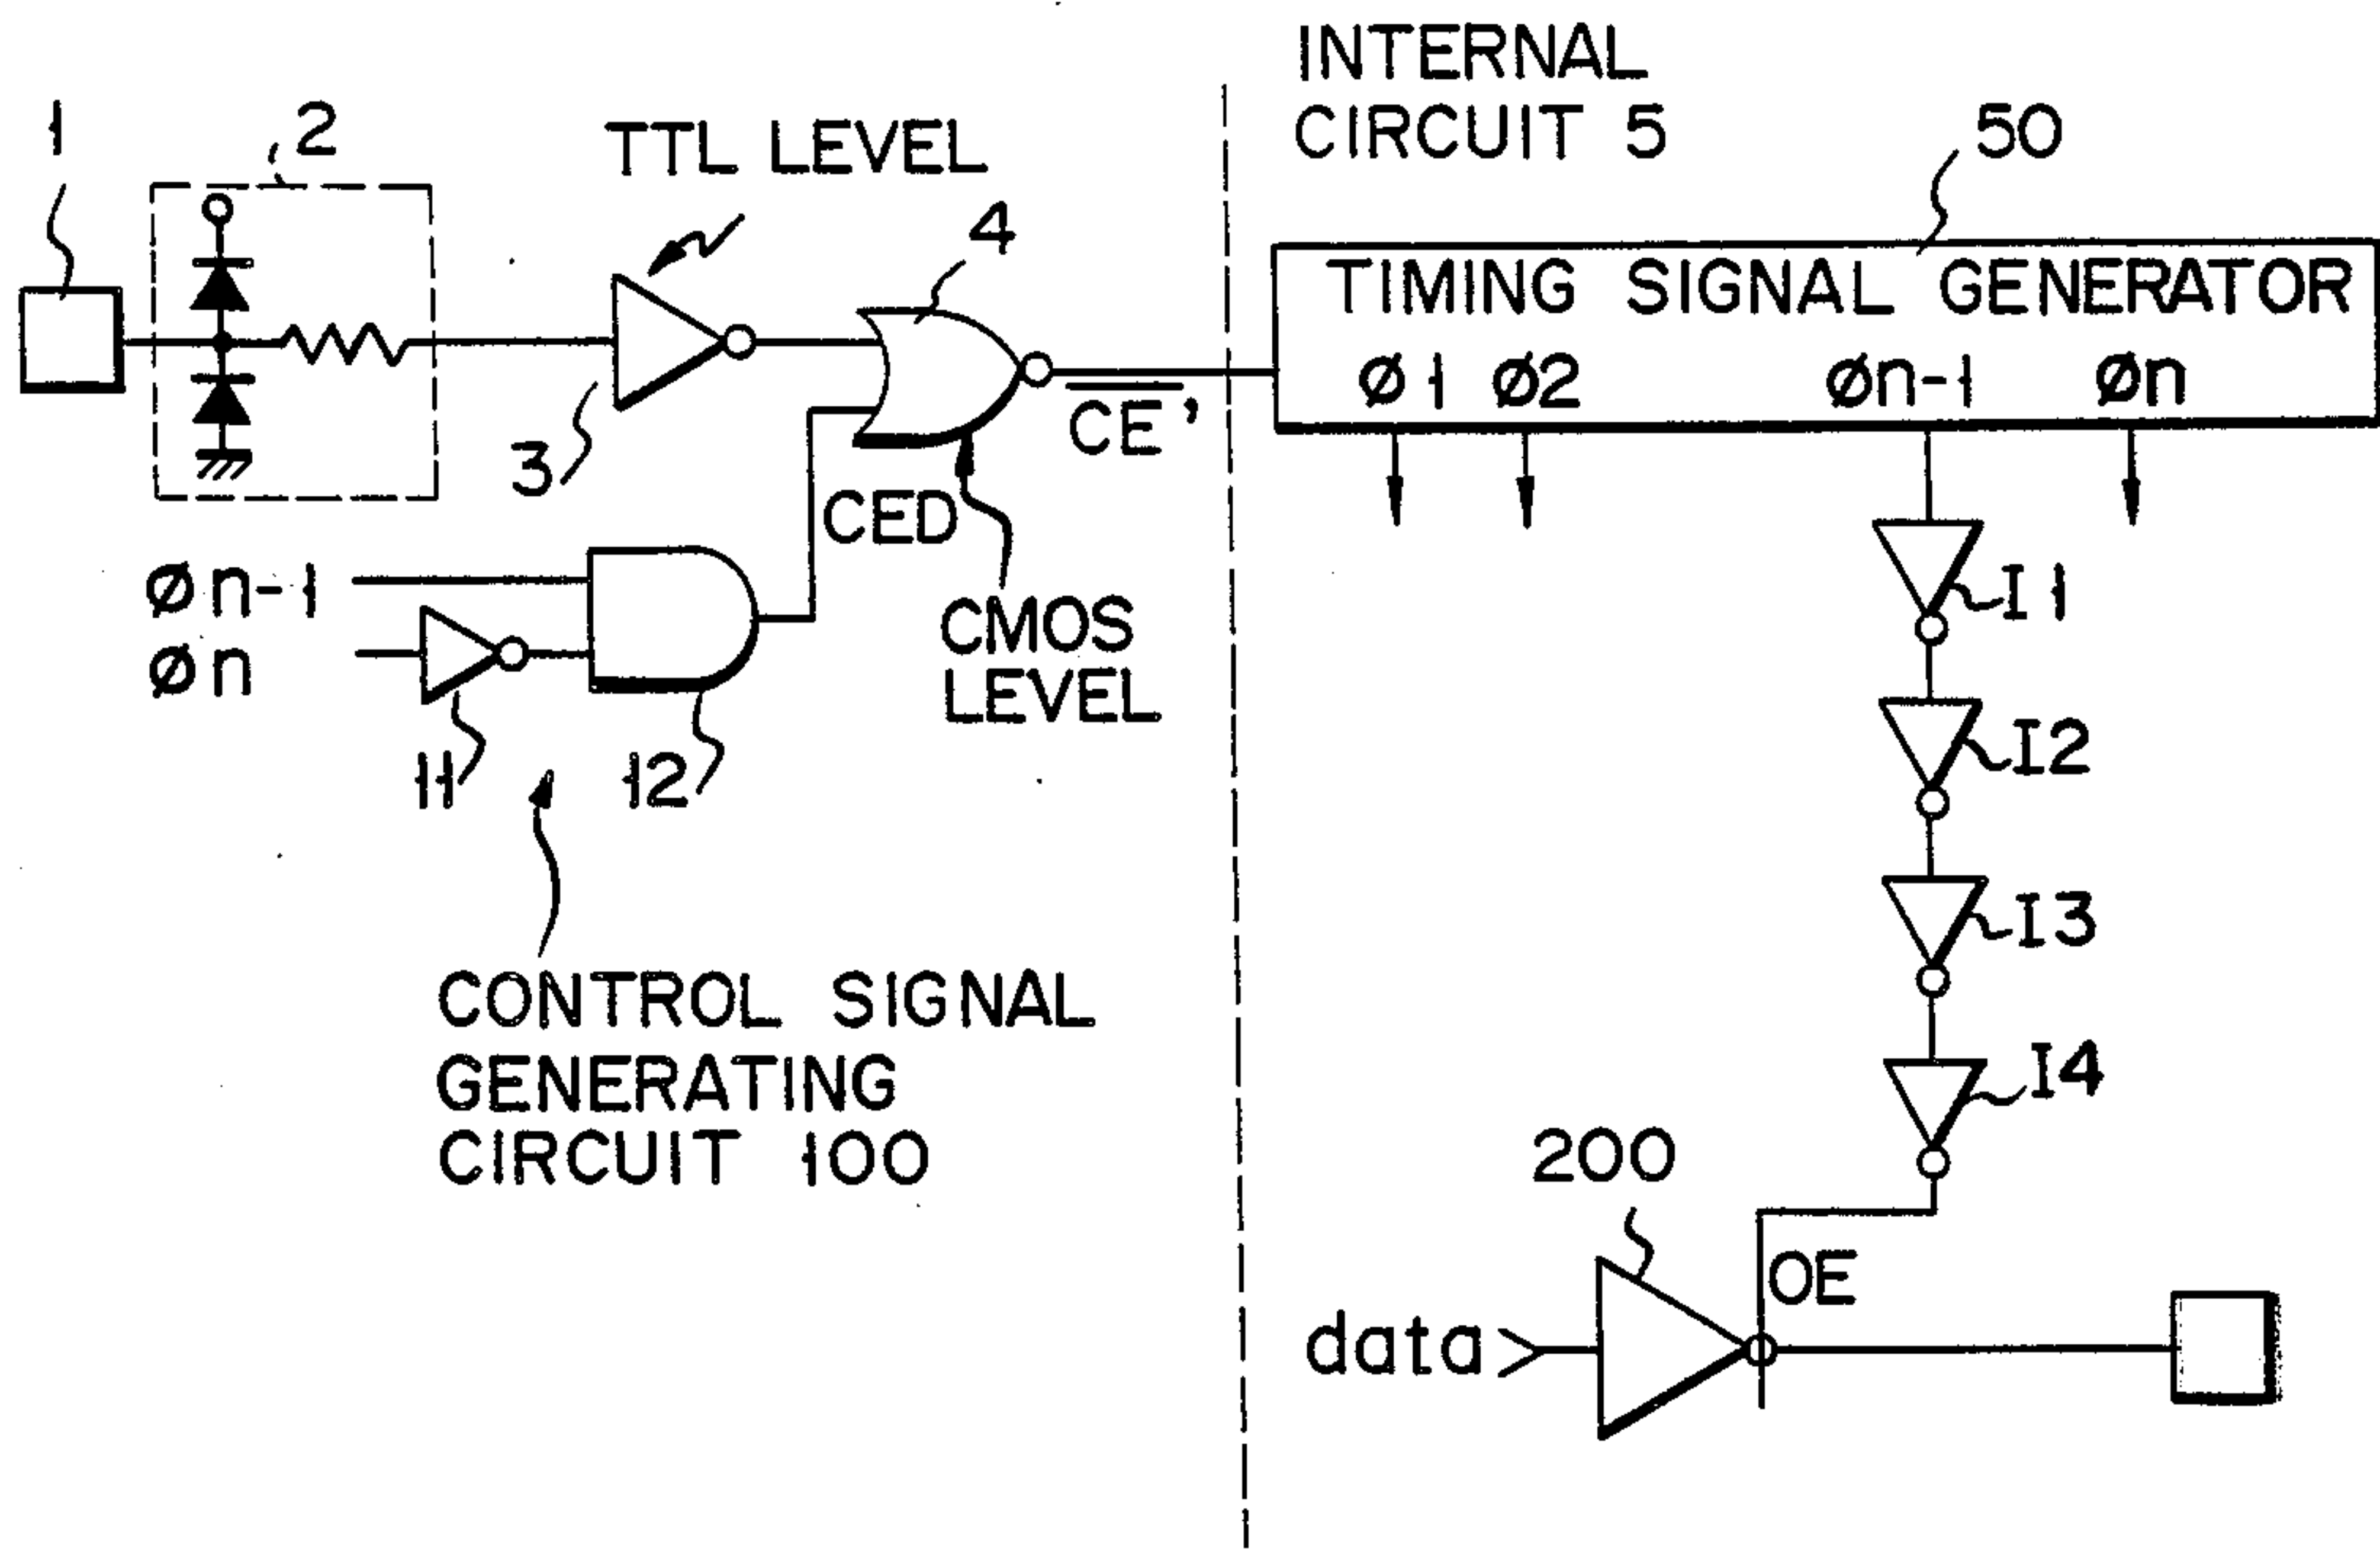 INTERNAL
CIRCUIT 5
1
2
TTL LEVEL
50
4
TIMING SIGNAL GENERATOR
ø1 ø2 øn-1 øn
3
CE'
CED
øn-1
øn
CMOS
LEVEL
11
12
I1
I2
I3
I4
CONTROL SIGNAL
GENERATING
CIRCUIT 100
200
OE
data